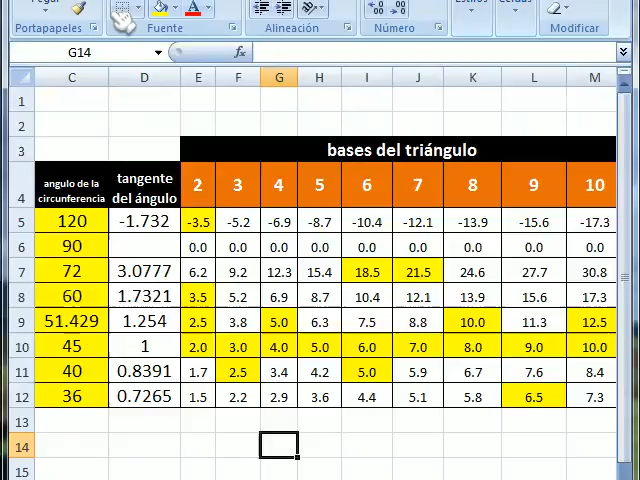 Pegar
Estilos
Celdas
Portapapeles Fuente Alineación Número Modificar
G14 fx
C D E F G H I J K L M
1
2
3 bases del triángulo
4 angulo de la circunferencia tangente del ángulo 2 3 4 5 6 7 8 9 10
5 120 -1.732 -3.5 -5.2 -6.9 -8.7 -10.4 -12.1 -13.9 -15.6 -17.3
6 90 0.0 0.0 0.0 0.0 0.0 0.0 0.0 0.0 0.0
7 72 3.0777 6.2 9.2 12.3 15.4 18.5 21.5 24.6 27.7 30.8
8 60 1.7321 3.5 5.2 6.9 8.7 10.4 12.1 13.9 15.6 17.3
9 51.429 1.254 2.5 3.8 5.0 6.3 7.5 8.8 10.0 11.3 12.5
10 45 1 2.0 3.0 4.0 5.0 6.0 7.0 8.0 9.0 10.0
11 40 0.8391 1.7 2.5 3.4 4.2 5.0 5.9 6.7 7.6 8.4
12 36 0.7265 1.5 2.2 2.9 3.6 4.4 5.1 5.8 6.5 7.3
13
14
15